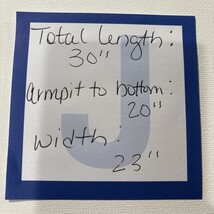 Total length:
30"
armpit to bottom:
20"
width:
23"
J